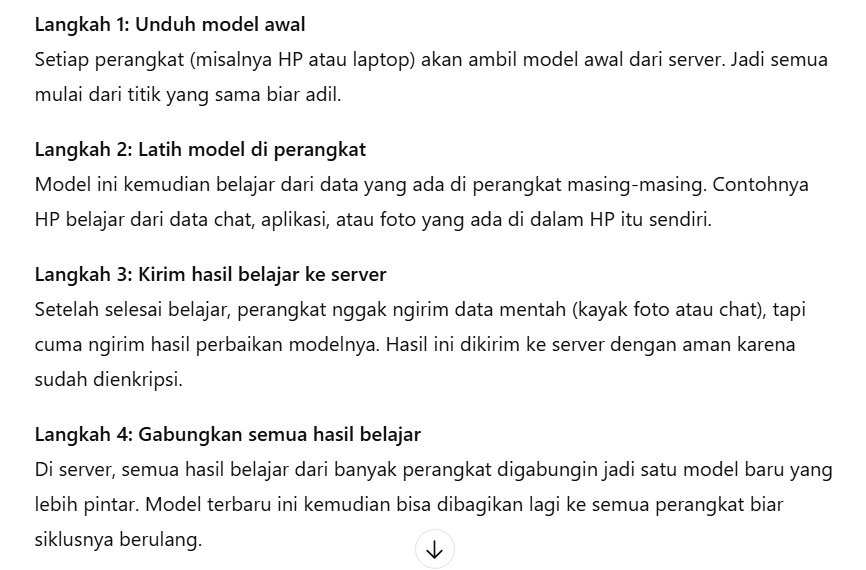 Langkah 1: Unduh model awal
Setiap perangkat (misalnya HP atau laptop) akan ambil model awal dari server. Jadi semua
mulai dari titik yang sama biar adil.
Langkah 2: Latih model di perangkat
Model ini kemudian belajar dari data yang ada di perangkat masing-masing. Contohnya
HP belajar dari data chat, aplikasi, atau foto yang ada di dalam HP itu sendiri.
Langkah 3: Kirim hasil belajar ke server
Setelah selesai belajar, perangkat nggak ngirim data mentah (kayak foto atau chat), tapi
cuma ngirim hasil perbaikan modelnya. Hasil ini dikirim ke server dengan aman karena
sudah dienkripsi.
Langkah 4: Gabungkan semua hasil belajar
Di server, semua hasil belajar dari banyak perangkat digabungin jadi satu model baru yang
lebih pintar. Model terbaru ini kemudian bisa dibagikan lagi ke semua perangkat biar
siklusnya berulang.